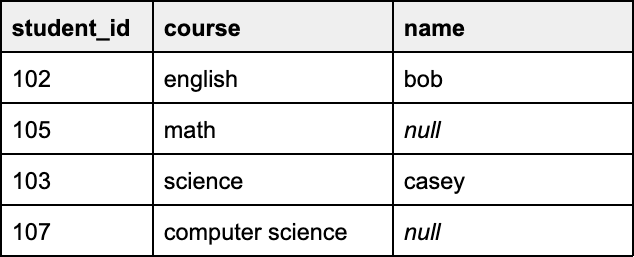 student_id course name
102 english bob
105 math null
103 science casey
107 computer science null